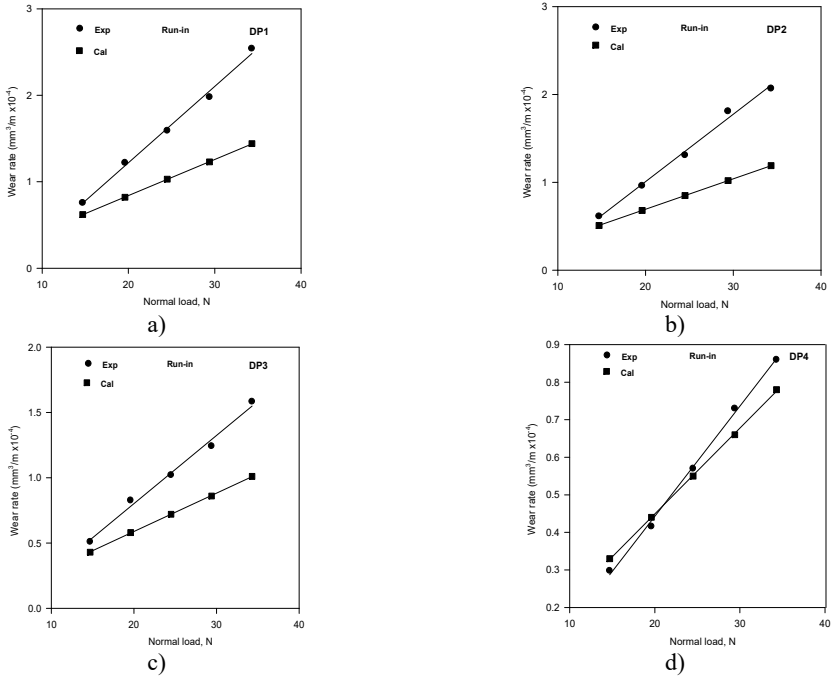 3
Exp
Run-in
DP1
Cal
2
1
0
10
20
30
40
Wear rate (mm³/m x10⁻⁴)
Normal load, N
a)
3
Exp
Run-in
DP2
Cal
2
1
0
10
20
30
40
Wear rate (mm³/m x10⁻⁴)
Normal load, N
b)
2.0
Exp
Run-in
DP3
Cal
1.5
1.0
0.5
0.0
10
20
30
40
Wear rate (mm³/m x10⁻⁴)
Normal load, N
c)
0.9
Exp
Run-in
DP4
Cal
0.8
0.7
0.6
0.5
0.4
0.3
0.2
10
20
30
40
Wear rate (mm³/m x10⁻⁴)
Normal load, N
d)